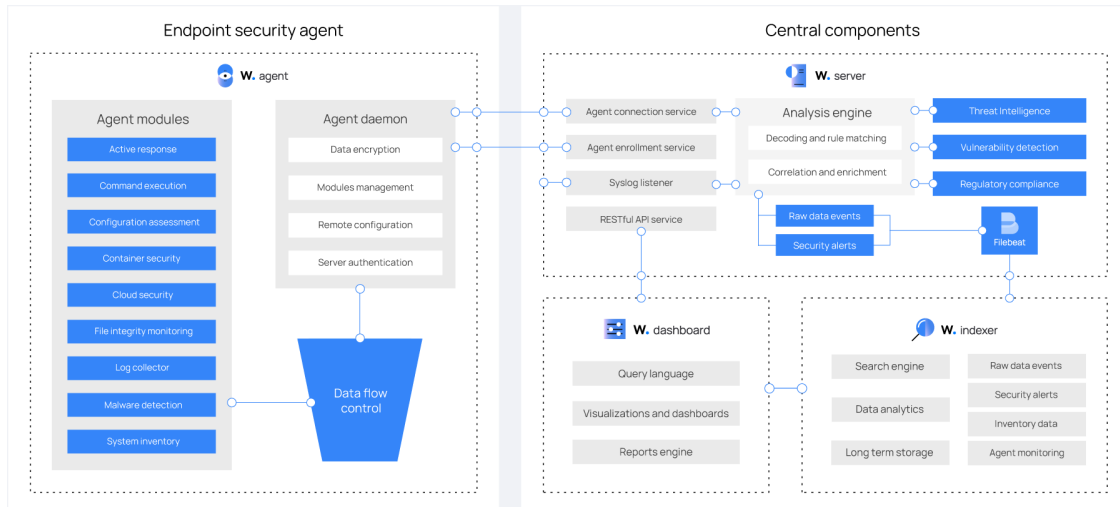 Endpoint security agent
W. agent
Agent modules
Active response
Command execution
Configuration assessment
Container security
Cloud security
File integrity monitoring
Log collector
Malware detection
System inventory
Agent daemon
Data encryption
Modules management
Remote configuration
Server authentication
Data flow
control
Central components
W. server
Agent connection service
Agent enrollment service
Syslog listener
RESTful API service
Analysis engine
Decoding and rule matching
Correlation and enrichment
Threat Intelligence
Vulnerability detection
Regulatory compliance
Raw data events
Security alerts
Filebeat
W. dashboard
Query language
Visualizations and dashboards
Reports engine
W. indexer
Search engine
Data analytics
Long term storage
Raw data events
Security alerts
Inventory data
Agent monitoring